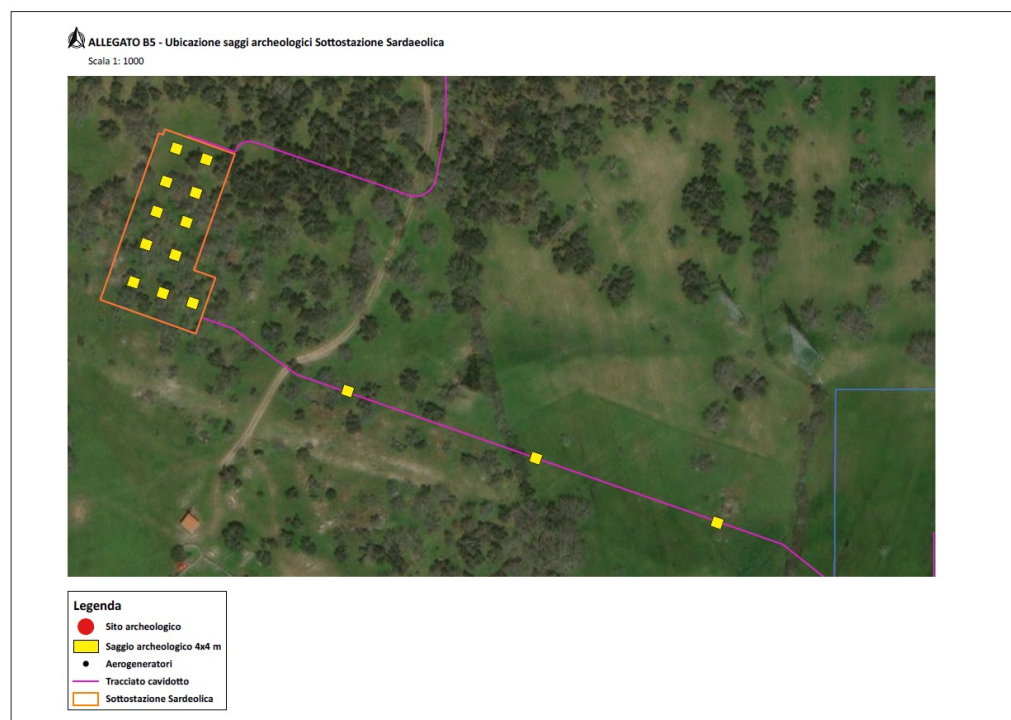 ALLEGATO B5 - Ubicazione saggi archeologici Sottostazione Sardaeolica
Scala 1: 1000
Legenda
Sito archeologico
Saggio archeologico 4x4 m
Aerogeneratori
Tracciato cavidotto
Sottostazione Sardeolica